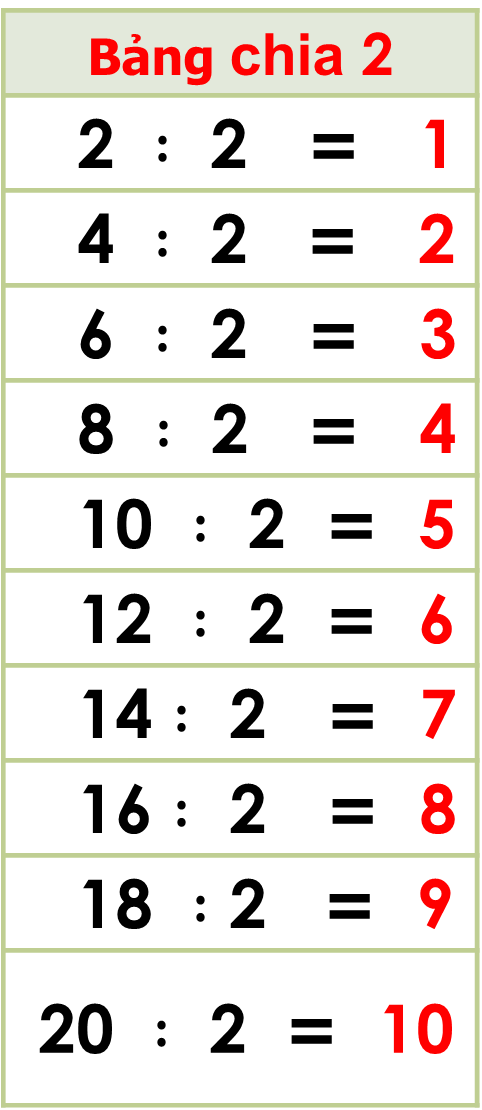 Bảng chia 2
2 : 2 = 1
4 : 2 = 2
6 : 2 = 3
8 : 2 = 4
10 : 2 = 5
12 : 2 = 6
14 : 2 = 7
16 : 2 = 8
18 : 2 = 9
20 : 2 = 10